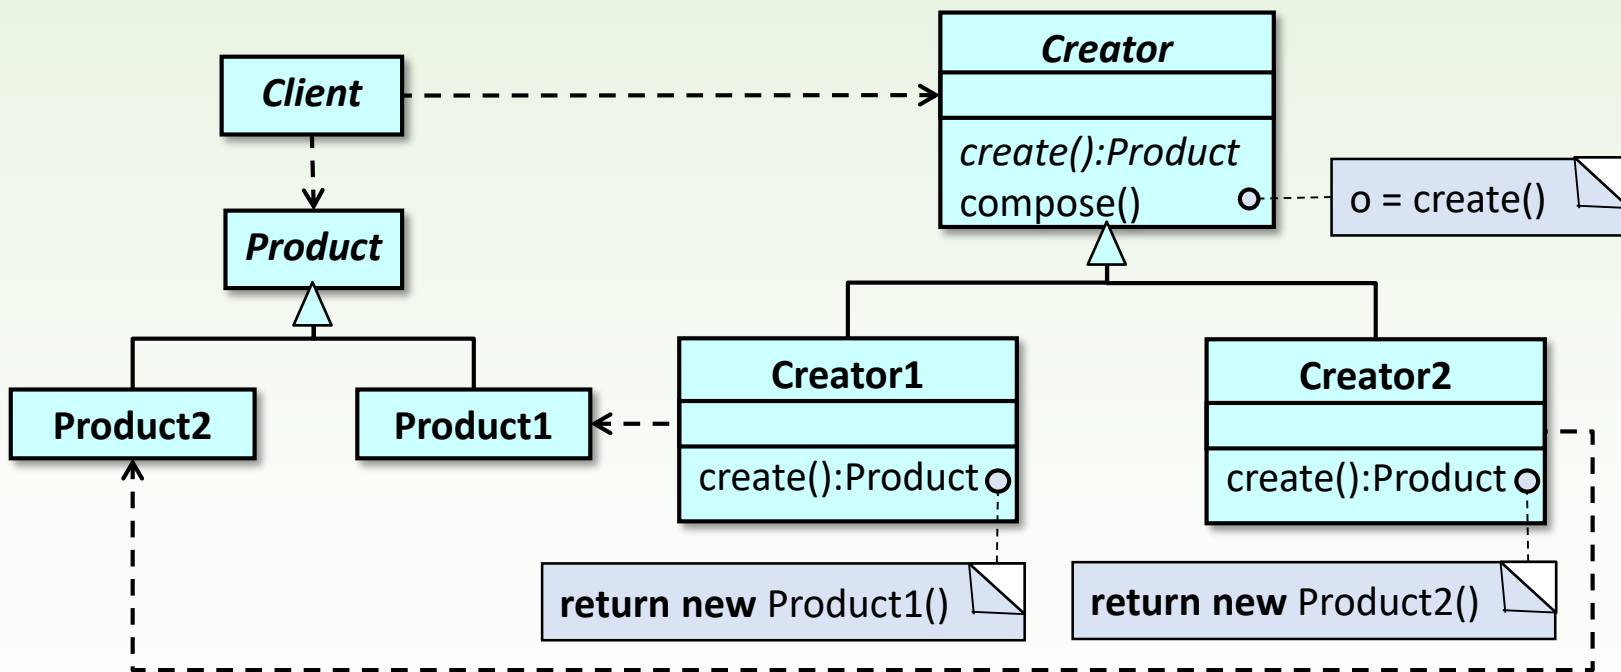 Client
Creator
create():Product
compose()
o = create()
Product
Product2
Product1
Creator1
create():Product
return new Product1()
Creator2
create():Product
return new Product2()